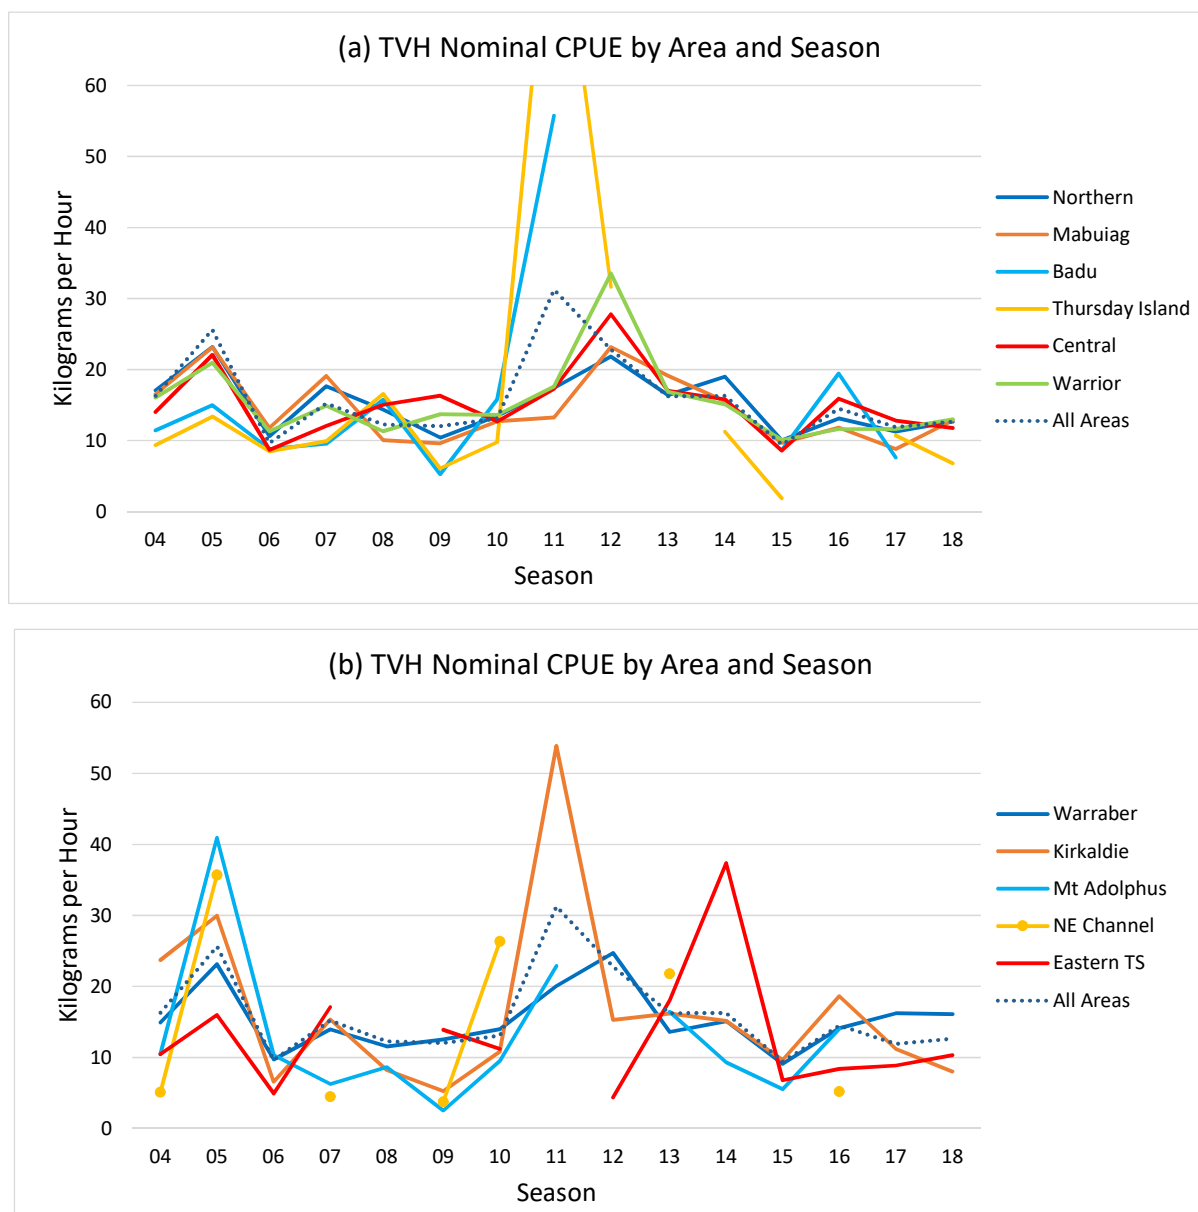 (a) TVH Nominal CPUE by Area and Season
Kilograms per Hour
60
50
40
30
20
10
0
04 05 06 07 08 09 10 11 12 13 14 15 16 17 18
Season
Northern
Mabuiag
Badu
Thursday Island
Central
Warrior
All Areas
(b) TVH Nominal CPUE by Area and Season
Kilograms per Hour
60
50
40
30
20
10
0
04 05 06 07 08 09 10 11 12 13 14 15 16 17 18
Season
Warraber
Kirkaldie
Mt Adolphus
NE Channel
Eastern TS
All Areas